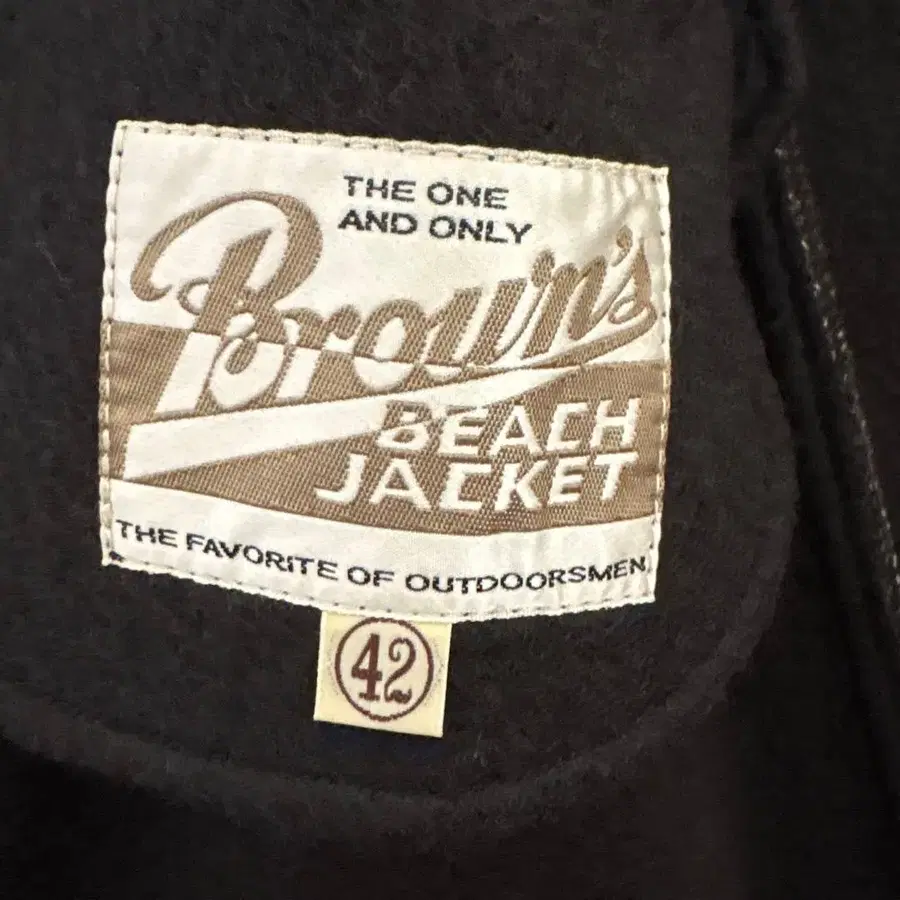 THE ONE
AND ONLY
Brown's
BEACH
JACKET
THE FAVORITE OF OUTDOORSMEN
42